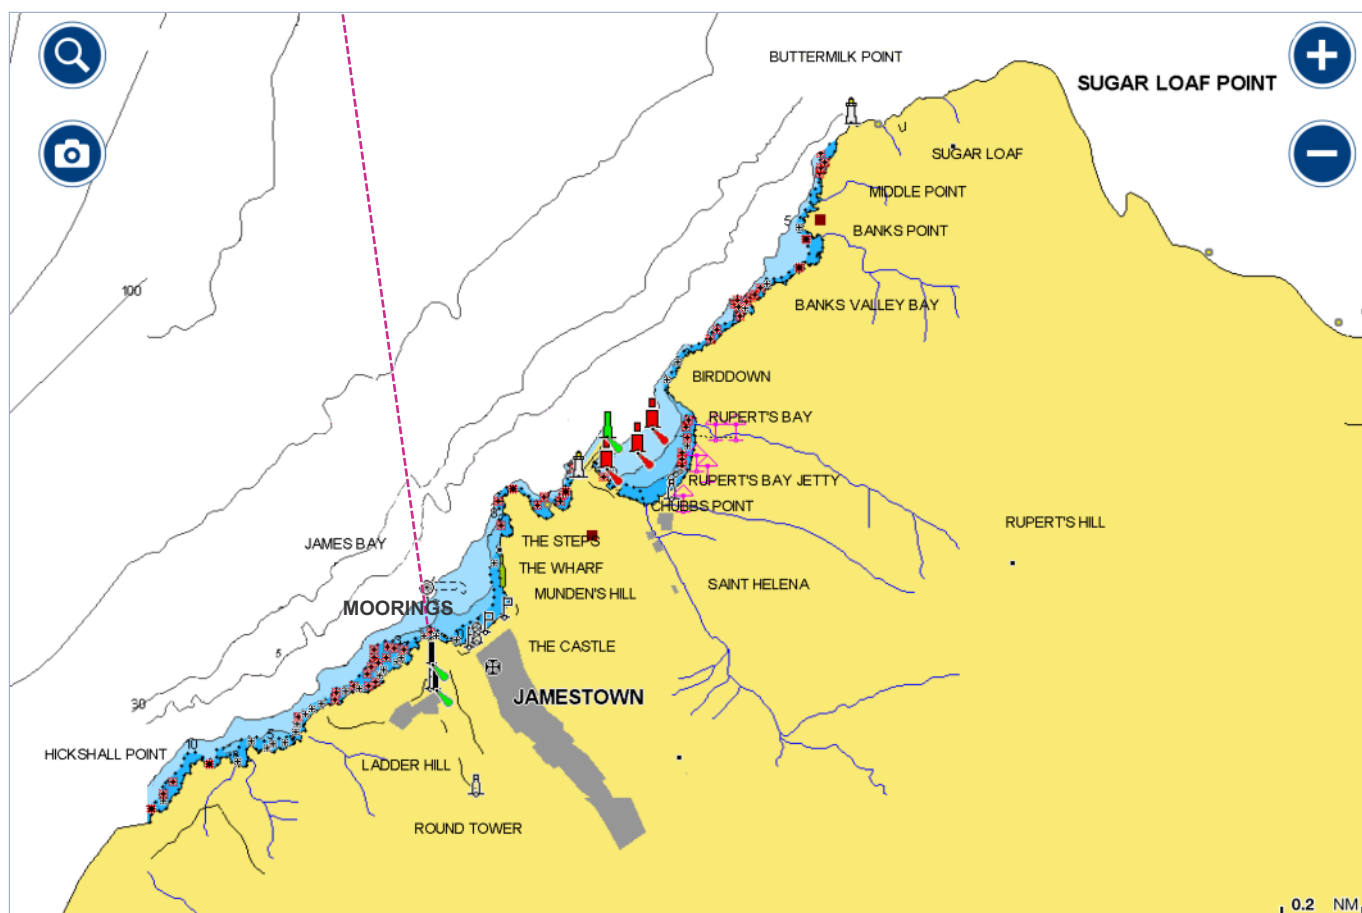 BUTTERMILK POINT
SUGAR LOAF POINT
SUGAR LOAF
MIDDLE POINT
5
BANKS POINT
100
BANKS VALLEY BAY
BIRDDOWN
RUPERT'S BAY
RUPERT'S BAY JETTY
CHUBBS POINT
RUPERT'S HILL
JAMES BAY
THE STEPS
THE WHARF
SAINT HELENA
MUNDEN'S HILL
MOORINGS
THE CASTLE
5
JAMESTOWN
30
10
HICKSHALL POINT
LADDER HILL
ROUND TOWER
0.2 NM